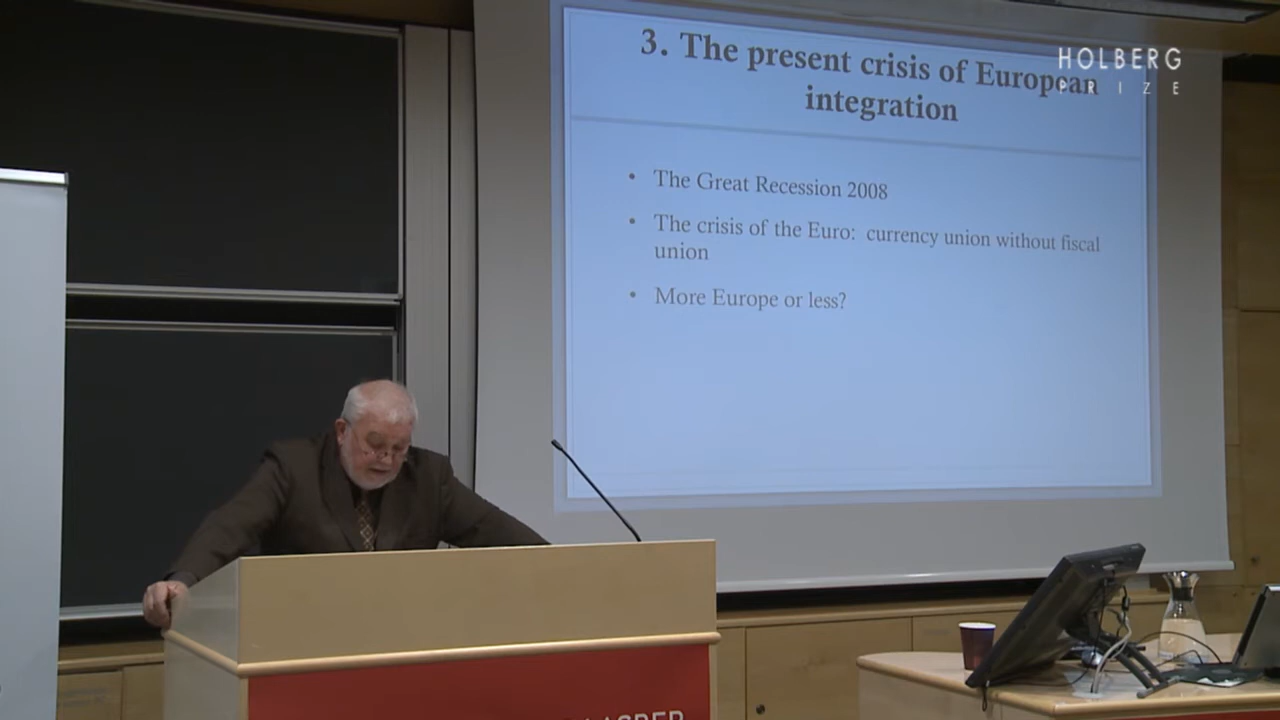 3. The present crisis of European
integration
HOLBERG
PRIZE
• The Great Recession 2008
• The crisis of the Euro: currency union without fiscal
union
• More Europe or less?